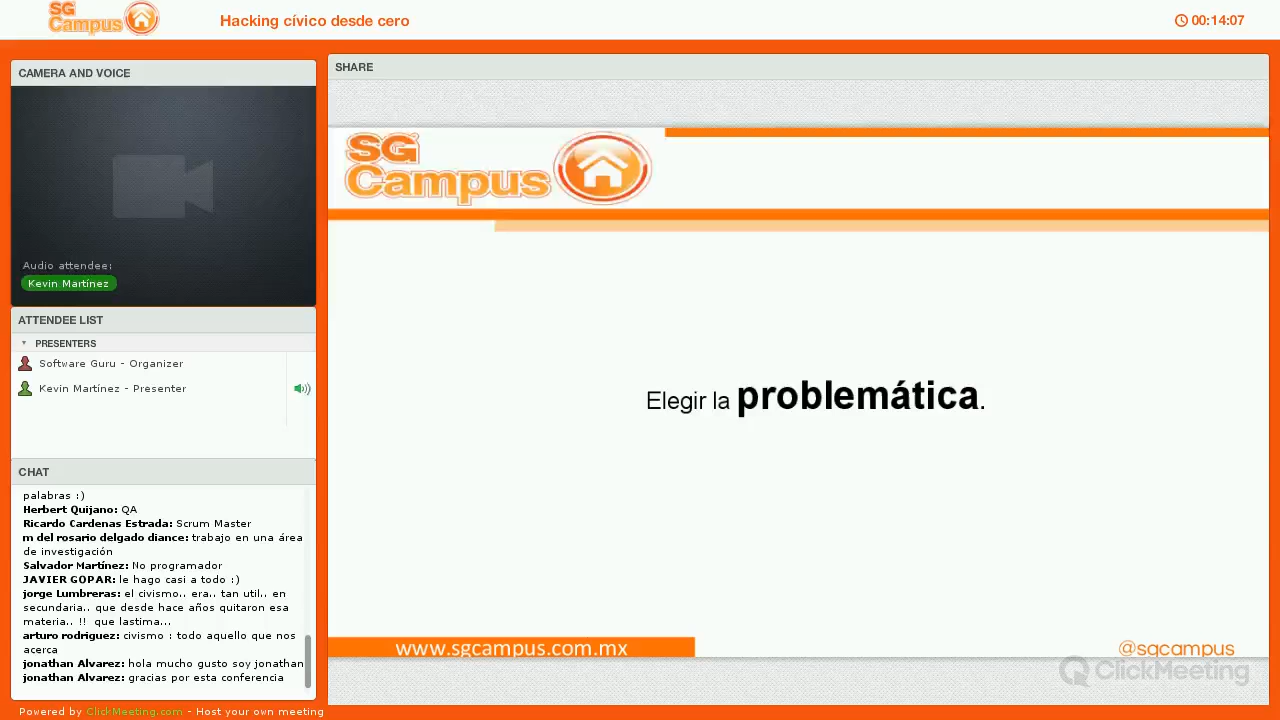 SG
Campus
Hacking cívico desde cero
00:14:07
CAMERA AND VOICE
Audio attendee:
Kevin Martínez
ATTENDEE LIST
PRESENTERS
Software Guru - Organizer
Kevin Martínez - Presenter
CHAT
palabras :)
Herbert Quijano: QA
Ricardo Cardenas Estrada: Scrum Master
m del rosario delgado diance: trabajo en una área
de investigación
Salvador Martínez: No programador
JAVIER GOPAR: le hago casi a todo :)
jorge Lumbreras: el civismo.. era.. tan util.. en
secundaria.. que desde hace años quitaron esa
materia.. !! que lastima...
arturo rodriguez: civismo : todo aquello que nos
acerca
jonathan Alvarez: hola mucho gusto soy jonathan
jonathan Alvarez: gracias por esta conferencia
Powered by ClickMeeting.com - Host your own meeting
SHARE
SG
Campus
Elegir la problemática.
www.sgcampus.com.mx
@sgcampus
ClickMeeting